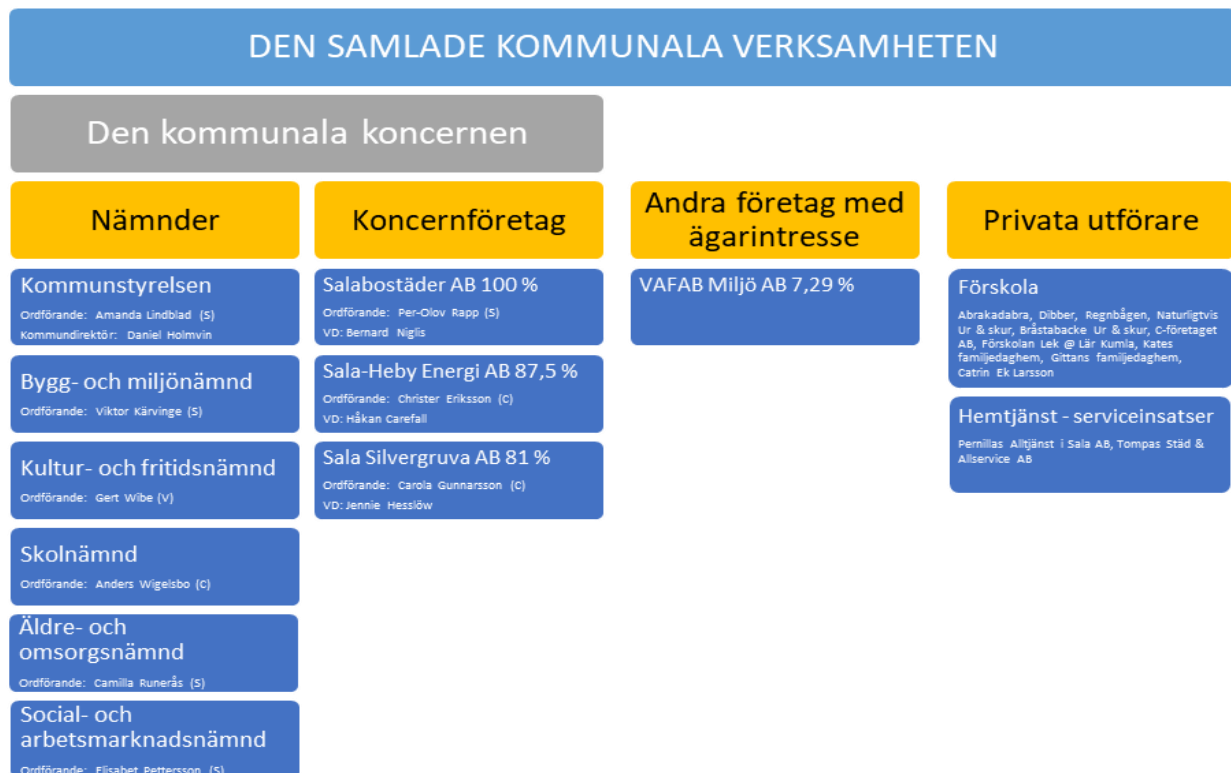 DEN SAMLADE KOMMUNALA VERKSAMHETEN
Den kommunala koncernen
Nämnder
Kommunstyrelsen
Ordförande: Amanda Lindblad (S)
Kommundirektör: Daniel Holmvin
Bygg- och miljönämnd
Ordförande: Viktor Kärvinge (S)
Kultur- och fritidsnämnd
Ordförande: Gert Wibe (V)
Skolnämnd
Ordförande: Anders Wigelsbo (C)
Äldre- och
omsorgsnämnd
Ordförande: Camilla Runerås (S)
Social- och
arbetsmarknadsnämnd
Ordförande: Elisabet Pettersson (S)
Koncernföretag
Salabostäder AB 100 %
Ordförande: Per-Olov Rapp (S)
VD: Bernard Niglis
Sala-Heby Energi AB 87,5 %
Ordförande: Christer Eriksson (C)
VD: Håkan Carefall
Sala Silvergruva AB 81 %
Ordförande: Carola Gunnarsson (C)
VD: Jennie Hesslöw
Andra företag med
ägarintresse
VAFAB Miljö AB 7,29 %
Privata utförare
Förskola
Abrakadabra, Dibber, Regnbågen, Naturligtvis
Ur & skur, Bråstabacke Ur & skur, C-företaget
AB, Förskolan Lek @ Lär Kumla, Kates
familjedaghem, Gittans familjedaghem,
Catrin Ek Larsson
Hemtjänst - serviceinsatser
Pernillas Alltjänst i Sala AB, Tompas Städ &
Allservice AB